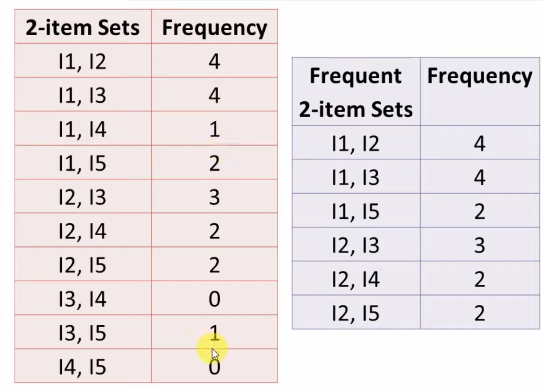 2-item Sets Frequency
I1, I2 4
I1, I3 4
I1, I4 1
I1, I5 2
I2, I3 3
I2, I4 2
I2, I5 2
I3, I4 0
I3, I5 1
I4, I5 0
Frequent Frequency
2-item Sets
I1, I2 4
I1, I3 4
I1, I5 2
I2, I3 3
I2, I4 2
I2, I5 2